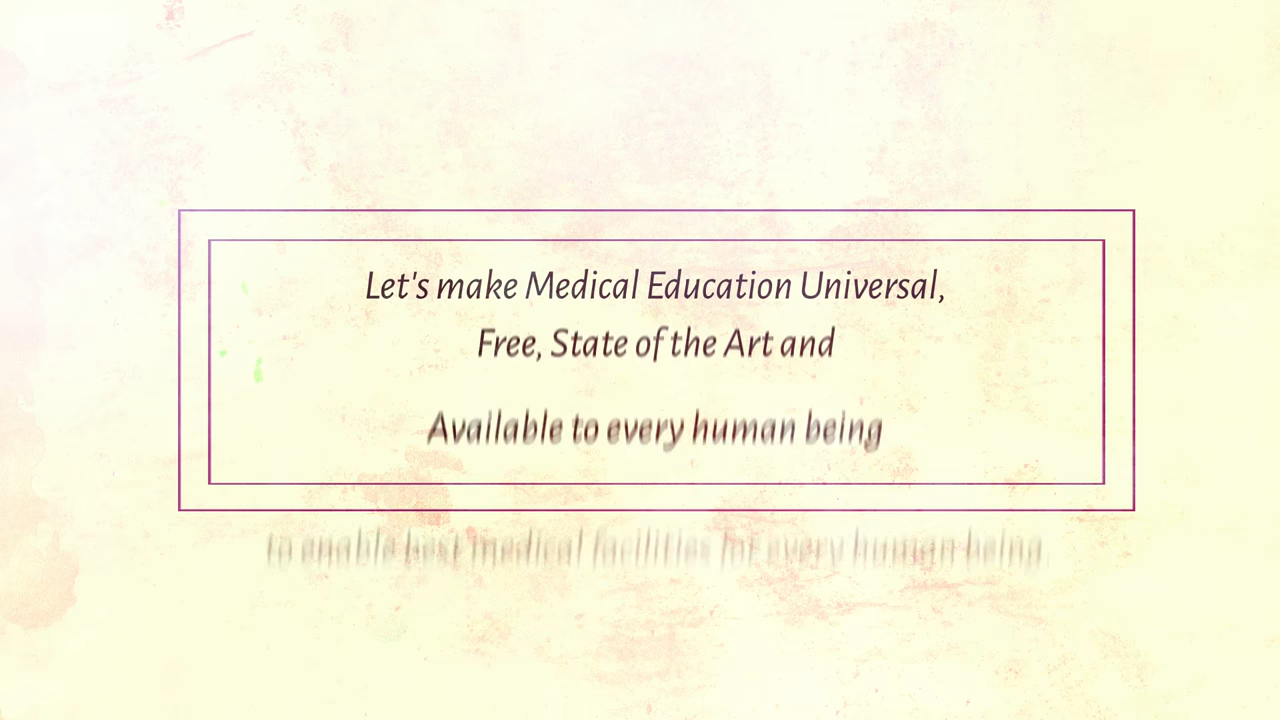 Let's make Medical Education Universal,
Free, State of the Art and
Available to every human being
to enable best medical facilities for every human being